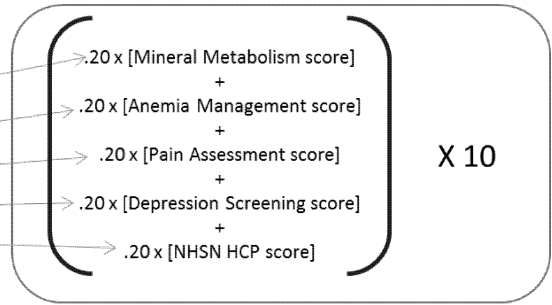 .20 x [Mineral Metabolism score]
+
.20 x [Anemia Management score]
+
.20 x [Pain Assessment score]
+
.20 x [Depression Screening score]
+
.20 x [NHSN HCP score]
X 10